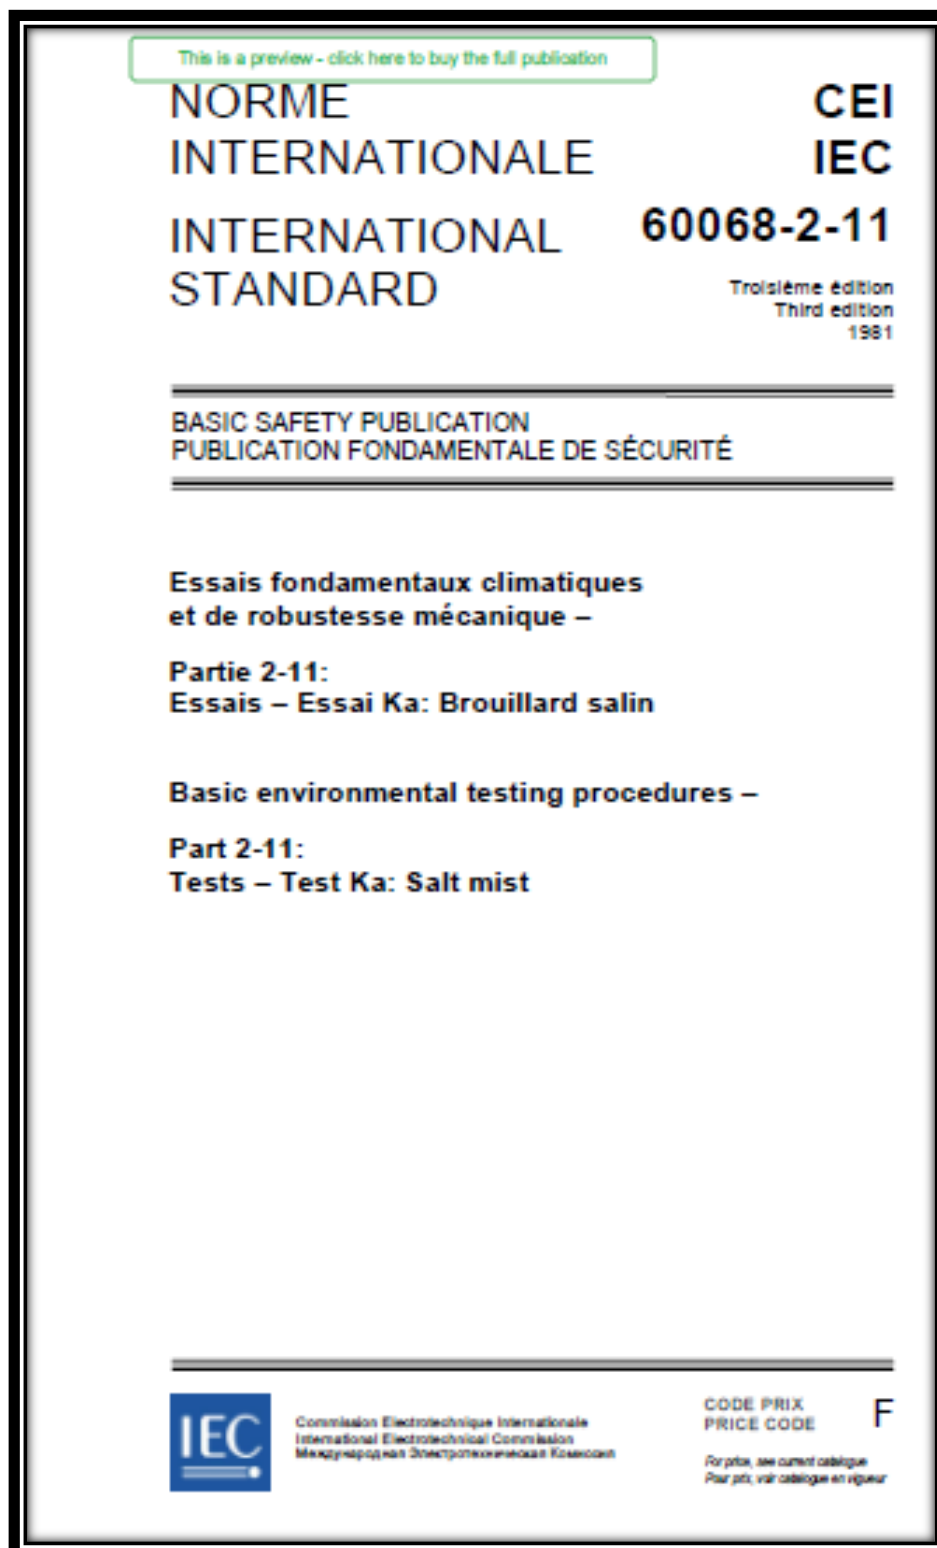 This is a preview - click here to buy the full publication
NORME
INTERNATIONALE
CEI
IEC
INTERNATIONAL
STANDARD
60068-2-11
Troisième édition
Third edition
1981
BASIC SAFETY PUBLICATION
PUBLICATION FONDAMENTALE DE SÉCURITÉ
Essais fondamentaux climatiques
et de robustesse mécanique –
Partie 2-11:
Essais – Essai Ka: Brouillard salin
Basic environmental testing procedures –
Part 2-11:
Tests – Test Ka: Salt mist
IEC
Commission Electrotechnique Internationale
International Electrotechnical Commission
Международная Электротехническая Комиссия
CODE PRIX
PRICE CODE
F
For price, see current catalogue
Pour prix, voir catalogue en vigueur